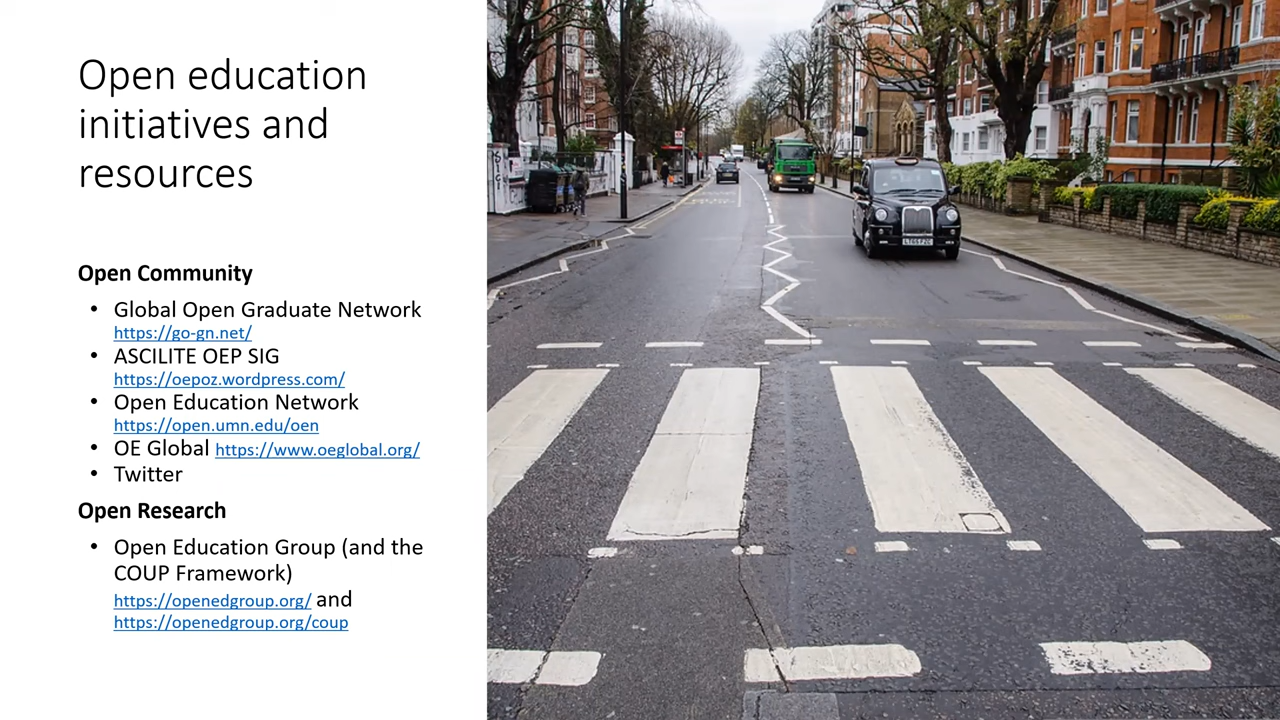 Open education
initiatives and
resources
Open Community
• Global Open Graduate Network
https://go-gn.net/
• ASCILITE OEP SIG
https://oepoz.wordpress.com/
• Open Education Network
https://open.umn.edu/oen
• OE Global https://www.oeglobal.org/
• Twitter
Open Research
• Open Education Group (and the
COUP Framework)
https://openedgroup.org/ and
https://openedgroup.org/coup